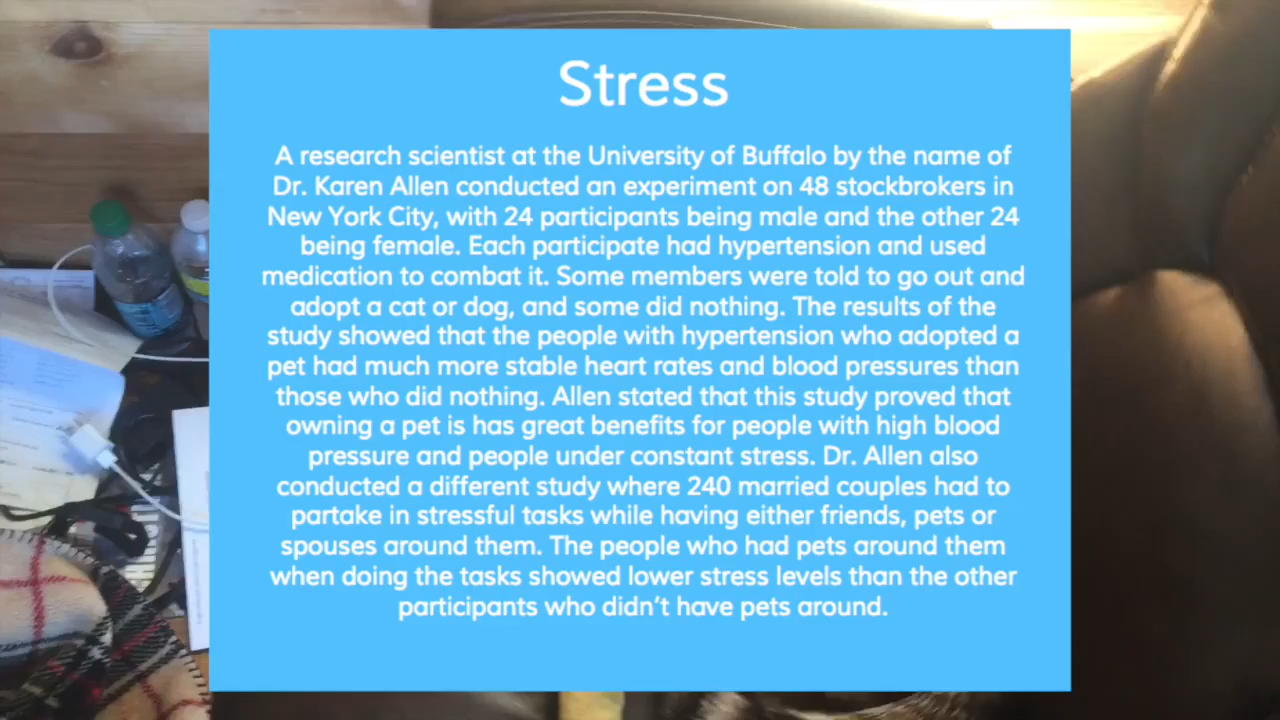 Stress
A research scientist at the University of Buffalo by the name of
Dr. Karen Allen conducted an experiment on 48 stockbrokers in
New York City, with 24 participants being male and the other 24
being female. Each participate had hypertension and used
medication to combat it. Some members were told to go out and
adopt a cat or dog, and some did nothing. The results of the
study showed that the people with hypertension who adopted a
pet had much more stable heart rates and blood pressures than
those who did nothing. Allen stated that this study proved that
owning a pet is has great benefits for people with high blood
pressure and people under constant stress. Dr. Allen also
conducted a different study where 240 married couples had to
partake in stressful tasks while having either friends, pets or
spouses around them. The people who had pets around them
when doing the tasks showed lower stress levels than the other
participants who didn’t have pets around.